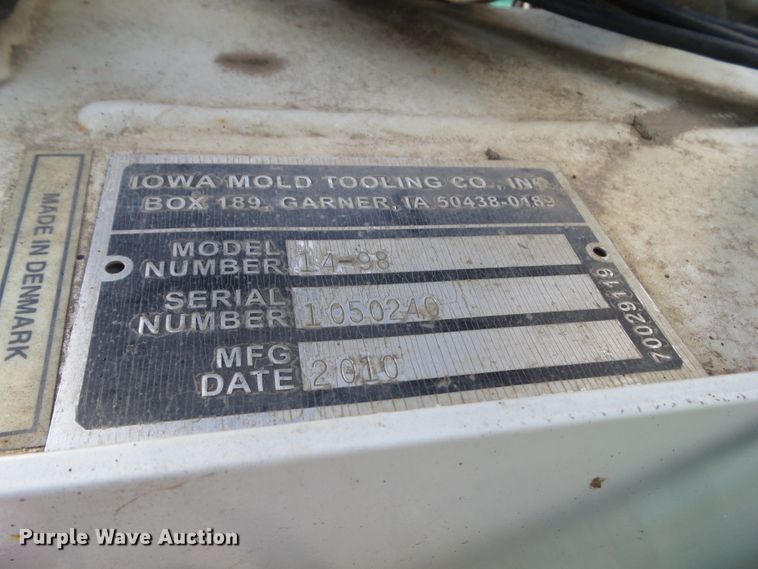 IOWA MOLD TOOLING CO., INC.
BOX 189, GARNER, IA 50438-0189
MODEL
NUMBER 14-98
SERIAL
NUMBER 1050240
MFG
DATE 2010
70029119
MADE IN DENMARK
Purple Wave Auction